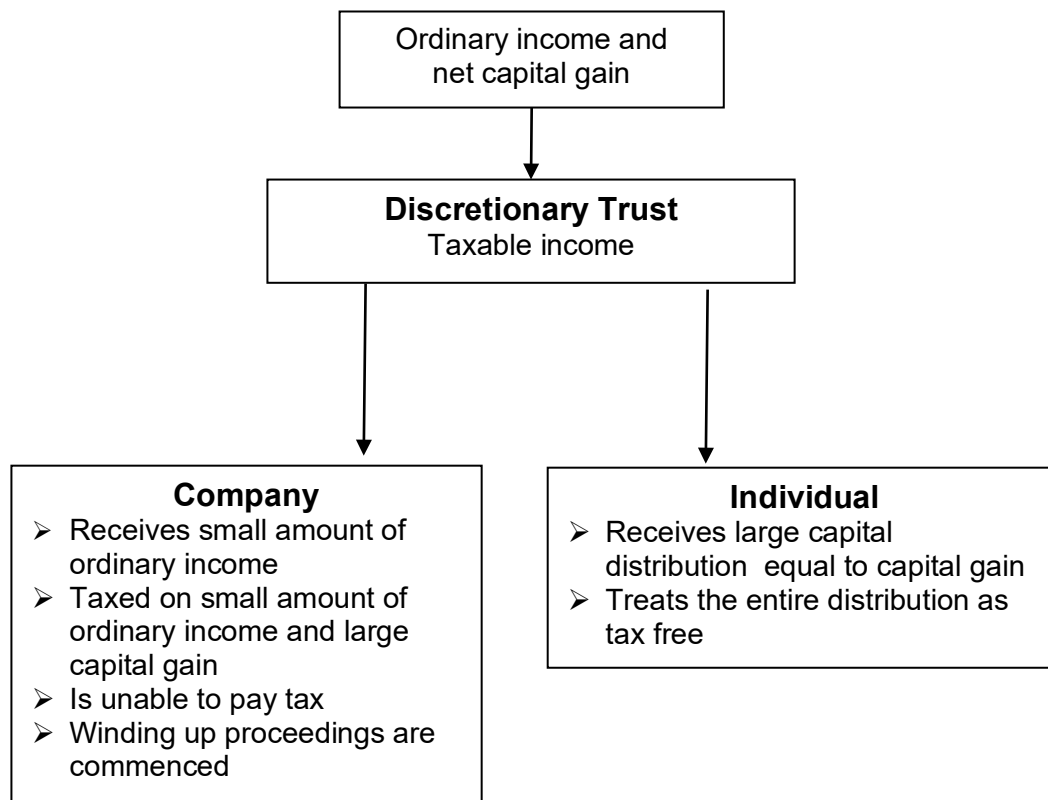 Ordinary income and
net capital gain
Discretionary Trust
Taxable income
Company
➢ Receives small amount of
ordinary income
➢ Taxed on small amount of
ordinary income and large
capital gain
➢ Is unable to pay tax
➢ Winding up proceedings are
commenced
Individual
➢ Receives large capital
distribution equal to capital gain
➢ Treats the entire distribution as
tax free